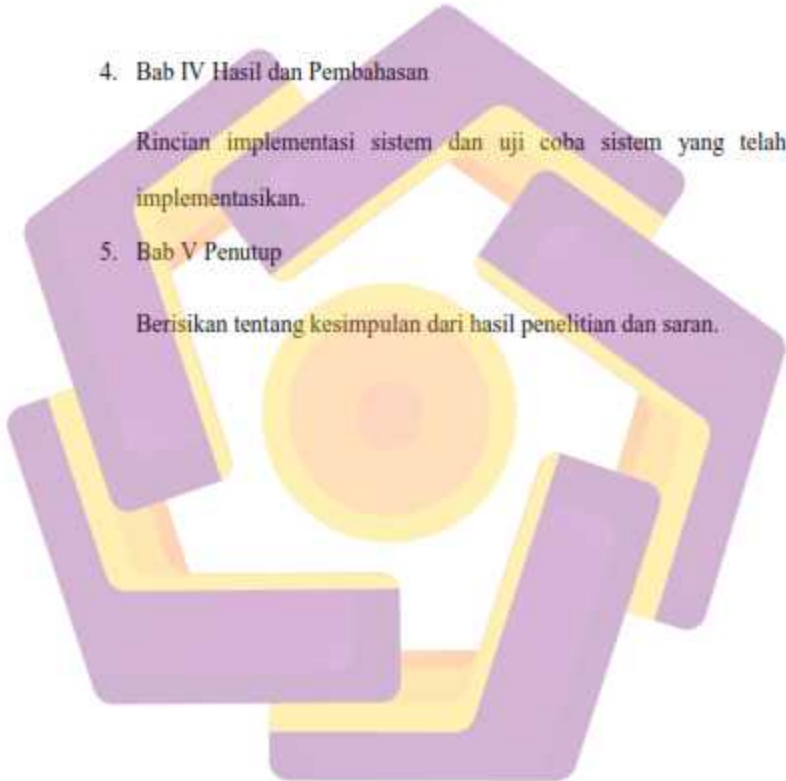 4. Bab IV Hasil dan Pembahasan
Rincian implementasi sistem dan uji coba sistem yang telah
implementasikan.
5. Bab V Penutup
Berisikan tentang kesimpulan dari hasil penelitian dan saran.